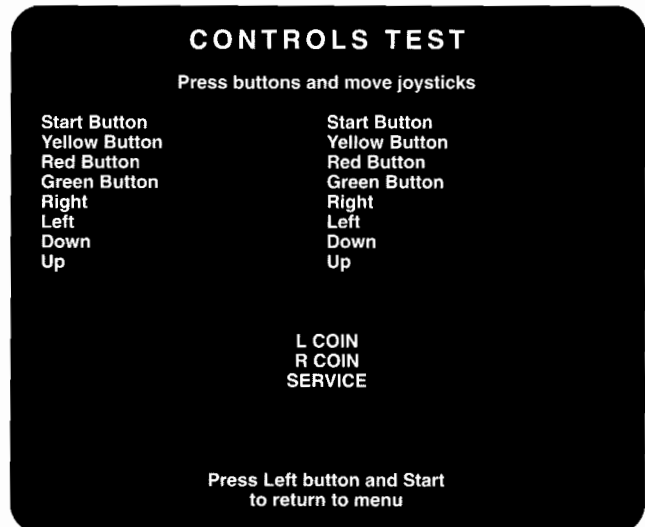 CONTROLS TEST
Press buttons and move joysticks
Start Button
Yellow Button
Red Button
Green Button
Right
Left
Down
Up
Start Button
Yellow Button
Red Button
Green Button
Right
Left
Down
Up
L COIN
R COIN
SERVICE
Press Left button and Start
to return to menu